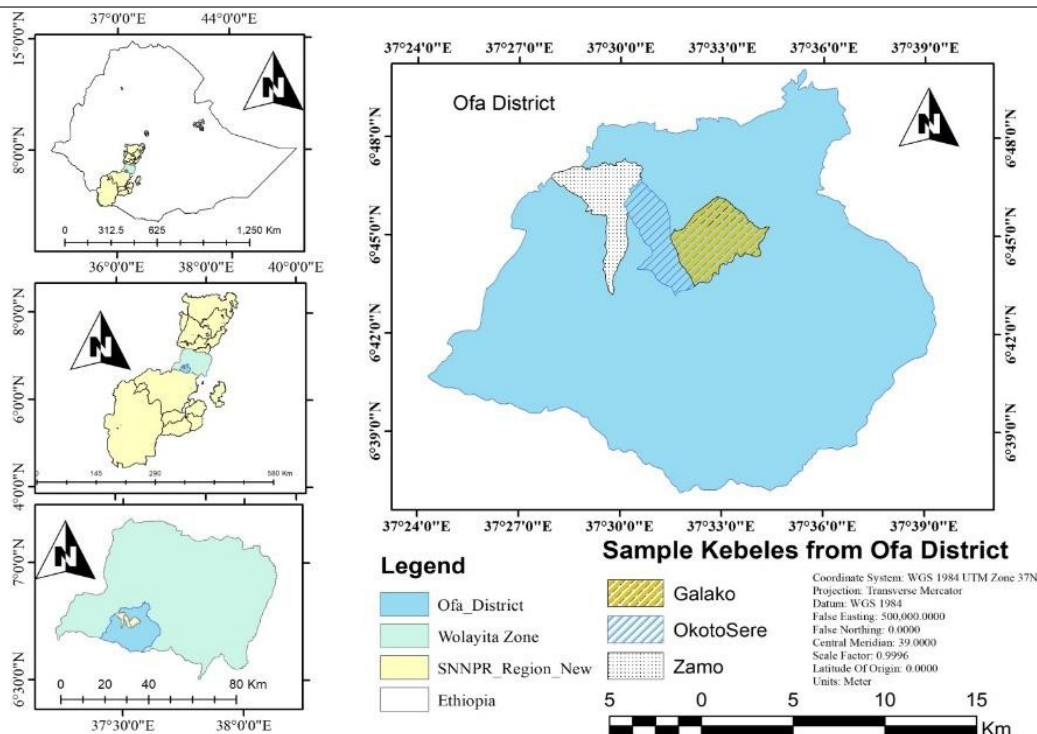 37°0'0"E 44°0'0"E
15°0'0"N
8°0'0"N
N
0 312.5 625 1,250 Km
36°0'0"E 38°0'0"E 40°0'0"E
8°0'0"N
6°0'0"N
4°0'0"N
N
0 145 290 580 Km
7°0'0"N
6°30'0"N
N
0 20 40 80 Km
37°30'0"E 38°0'0"E
37°24'0"E 37°27'0"E 37°30'0"E 37°33'0"E 37°36'0"E 37°39'0"E
Ofa District
N
6°48'0"N 6°48'0"N
6°45'0"N 6°45'0"N
6°42'0"N 6°42'0"N
6°39'0"N 6°39'0"N
37°24'0"E 37°27'0"E 37°30'0"E 37°33'0"E 37°36'0"E 37°39'0"E
Legend
Ofa_District
Wolayita Zone
SNNPR_Region_New
Ethiopia
Sample Kebeles from Ofa District
Galako
OkotoSere
Zamo
Coordinate System: WGS 1984 UTM Zone 37N
Projection: Transverse Mercator
Datum: WGS 1984
False Easting: 500,000.0000
False Northing: 0.0000
Central Meridian: 39.0000
Scale Factor: 0.9996
Latitude Of Origin: 0.0000
Units: Meter
5 0 5 10 15
Km